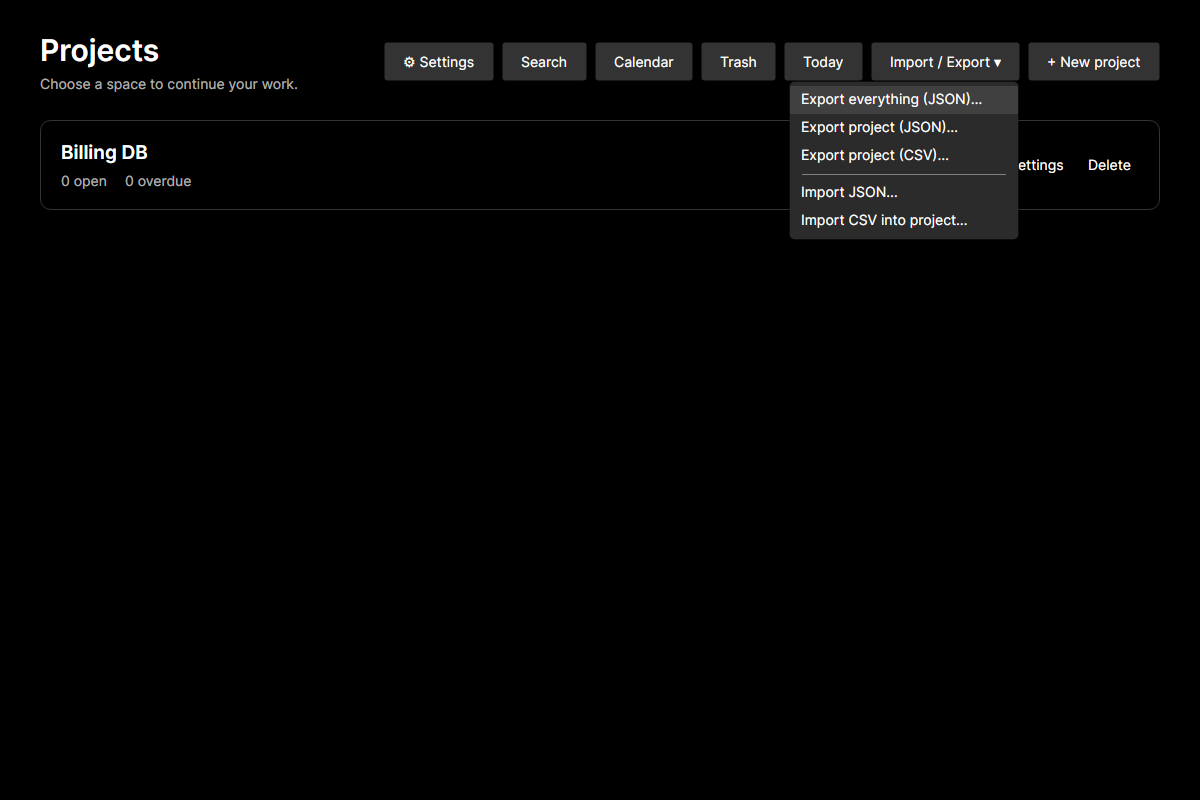 Projects
Choose a space to continue your work.
⚙ Settings
Search
Calendar
Trash
Today
Import / Export ▾
+ New project
Export everything (JSON)...
Export project (JSON)...
Export project (CSV)...
Import JSON...
Import CSV into project...
Billing DB
0 open 0 overdue
ettings
Delete